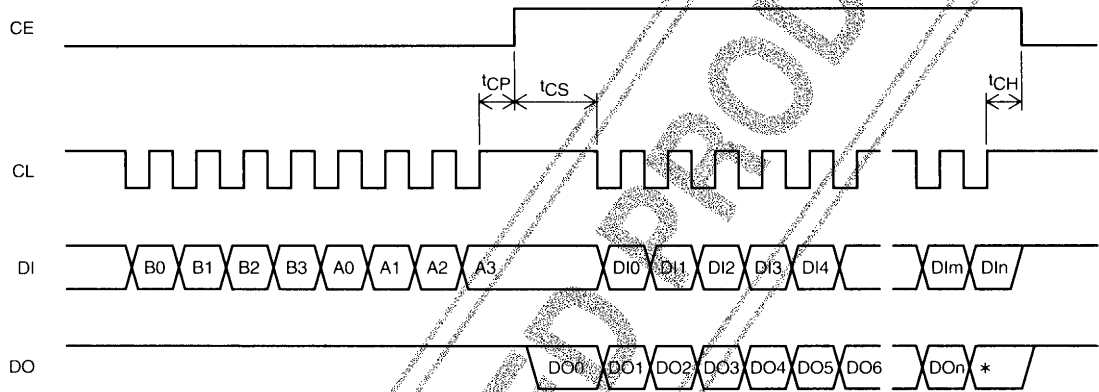 CE
tCP tCS tCH
CL
DI B0 B1 B2 B3 A0 A1 A2 A3 DI0 DI1 DI2 DI3 DI4 DIm DIn
DO DO0 DO1 DO2 DO3 DO4 DO5 DO6 DOn *
D PROD